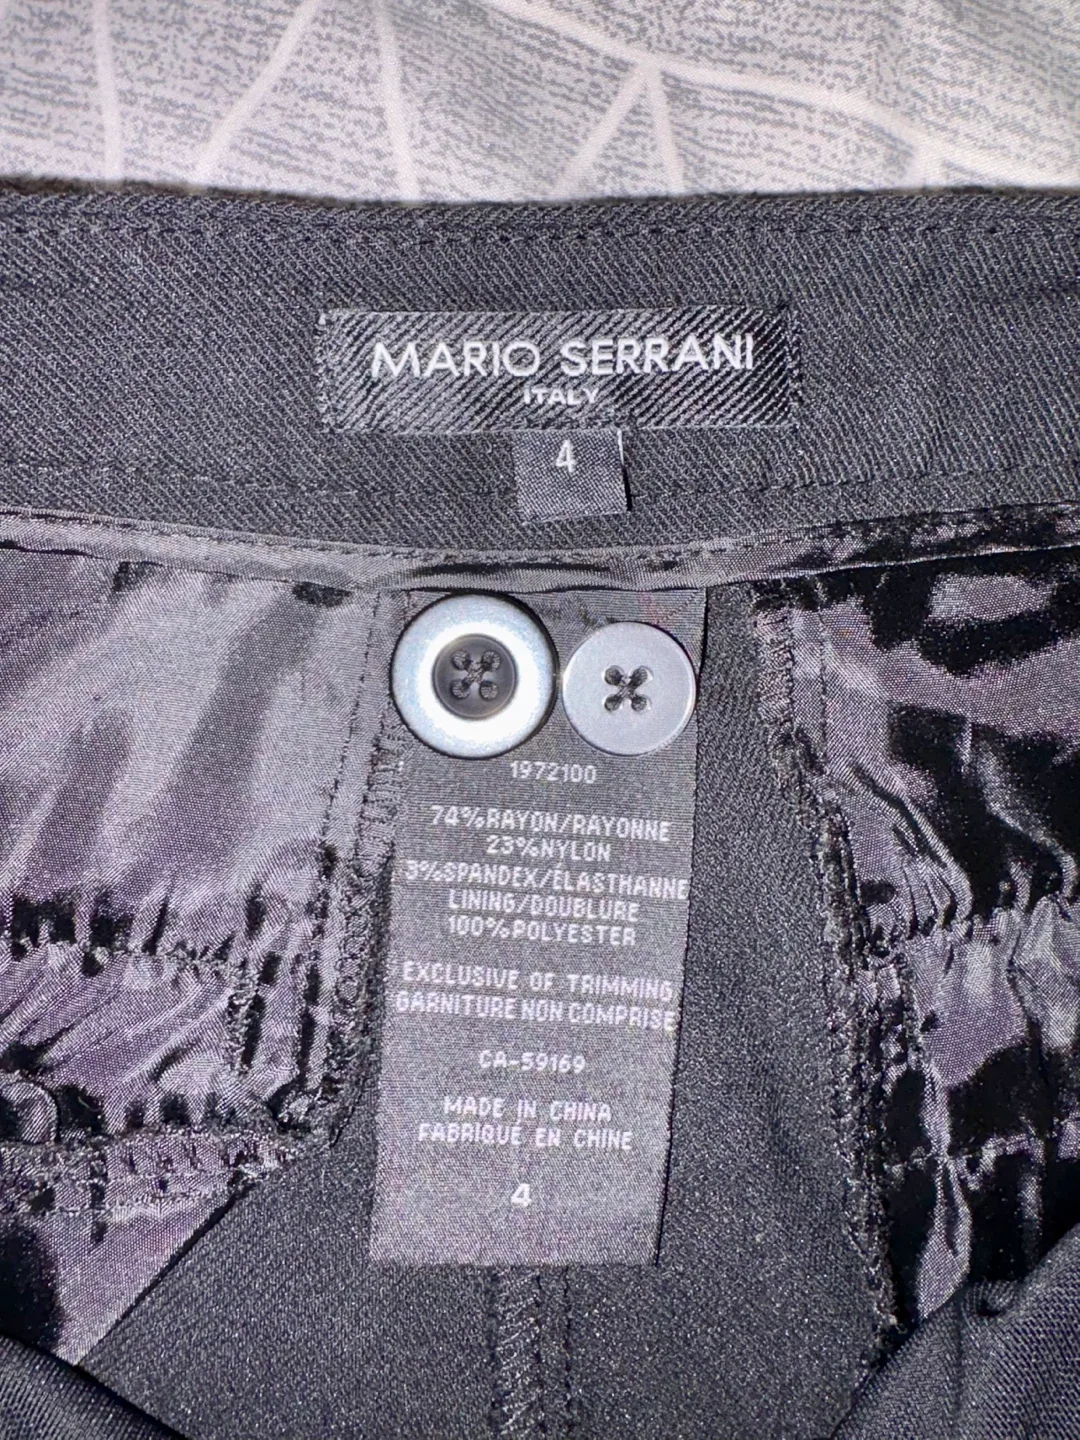 MARIO SERRANI
ITALY
4
1972100
74%RAYON/RAYONNE
23%NYLON
3%SPANDEX/ÉLASTHANNE
LINING/DOUBLURE
100%POLYESTER
EXCLUSIVE OF TRIMMING
GARNITURE NON COMPRISE
CA-59169
MADE IN CHINA
FABRIQUÉ EN CHINE
4